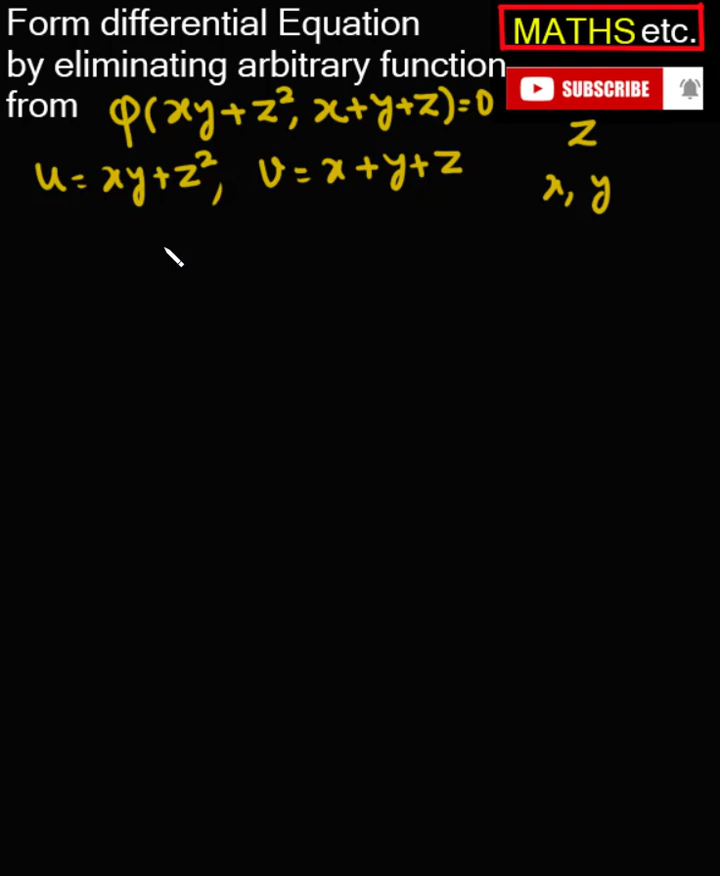 Form differential Equation
MATHS etc.
by eliminating arbitrary function
SUBSCRIBE
from φ(xy+z², x+y+z)=0
z
u= xy+z², v= x+y+z
x, y